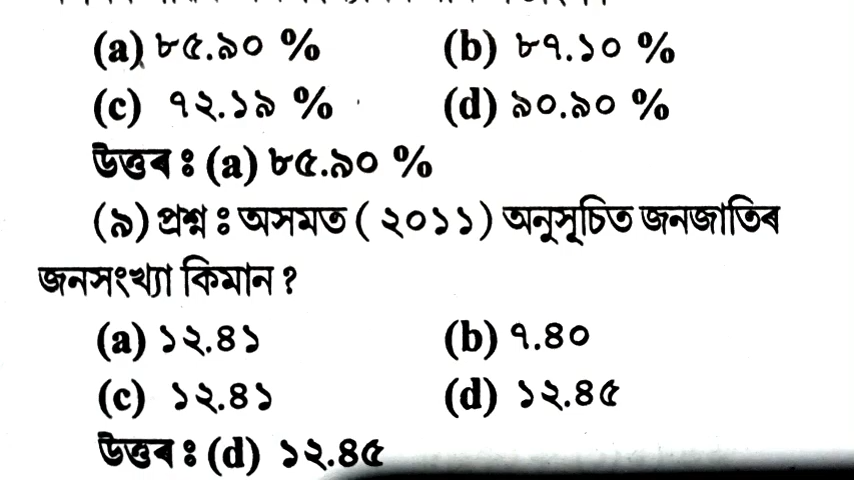 (a) ৮৫.৯০ % (b) ৮৭.১০ %
(c) ৭২.১৯ % (d) ৯০.৯০ %
উত্তৰঃ (a) ৮৫.৯০ %
(৯) প্ৰশ্নঃ অসমত ( ২০১১) অনুসূচিত জনজাতিৰ
জনসংখ্যা কিমান ?
(a) ১২.৪১ (b) ৭.৪০
(c) ১২.৪১ (d) ১২.৪৫
উত্তৰঃ (d) ১২.৪৫